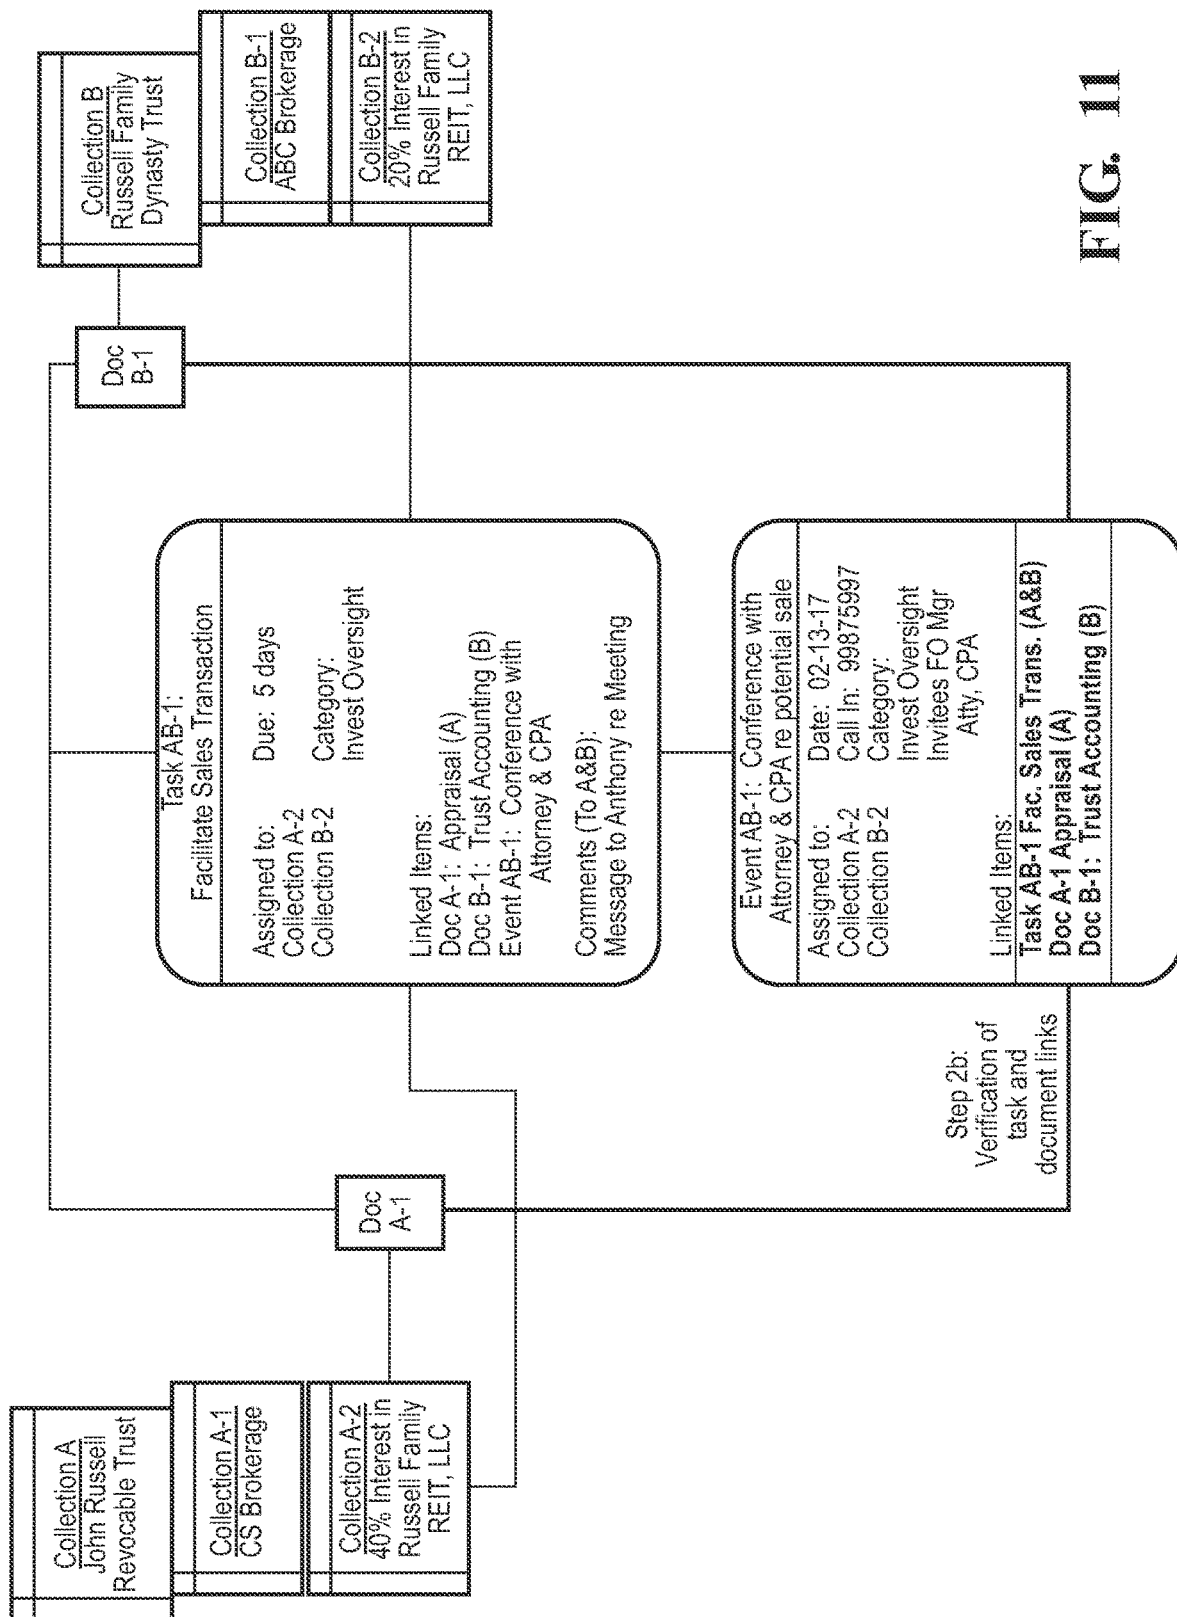 Collection A
John Russell
Revocable Trust
Collection A-1
CS Brokerage
Collection A-2
40% Interest in
Russell Family
REIT, LLC
Doc
A-1
Task AB-1:
Facilitate Sales Transaction
Assigned to:
Collection A-2
Collection B-2
Due: 5 days
Category:
Invest Oversight
Linked Items:
Doc A-1: Appraisal (A)
Doc B-1: Trust Accounting (B)
Event AB-1: Conference with
Attorney & CPA
Comments (To A&B):
Message to Anthony re Meeting
Doc
B-1
Collection B
Russell Family
Dynasty Trust
Collection B-1
ABC Brokerage
Collection B-2
20% Interest in
Russell Family
REIT, LLC
Step 2b:
Verification of
task and
document links
Event AB-1: Conference with
Attorney & CPA re potential sale
Assigned to:
Collection A-2
Collection B-2
Date: 02-13-17
Call In: 99875997
Category:
Invest Oversight
Invitees FO Mgr
Atty, CPA
Linked Items:
Task AB-1 Fac. Sales Trans. (A&B)
Doc A-1 Appraisal (A)
Doc B-1: Trust Accounting (B)
FIG. 11